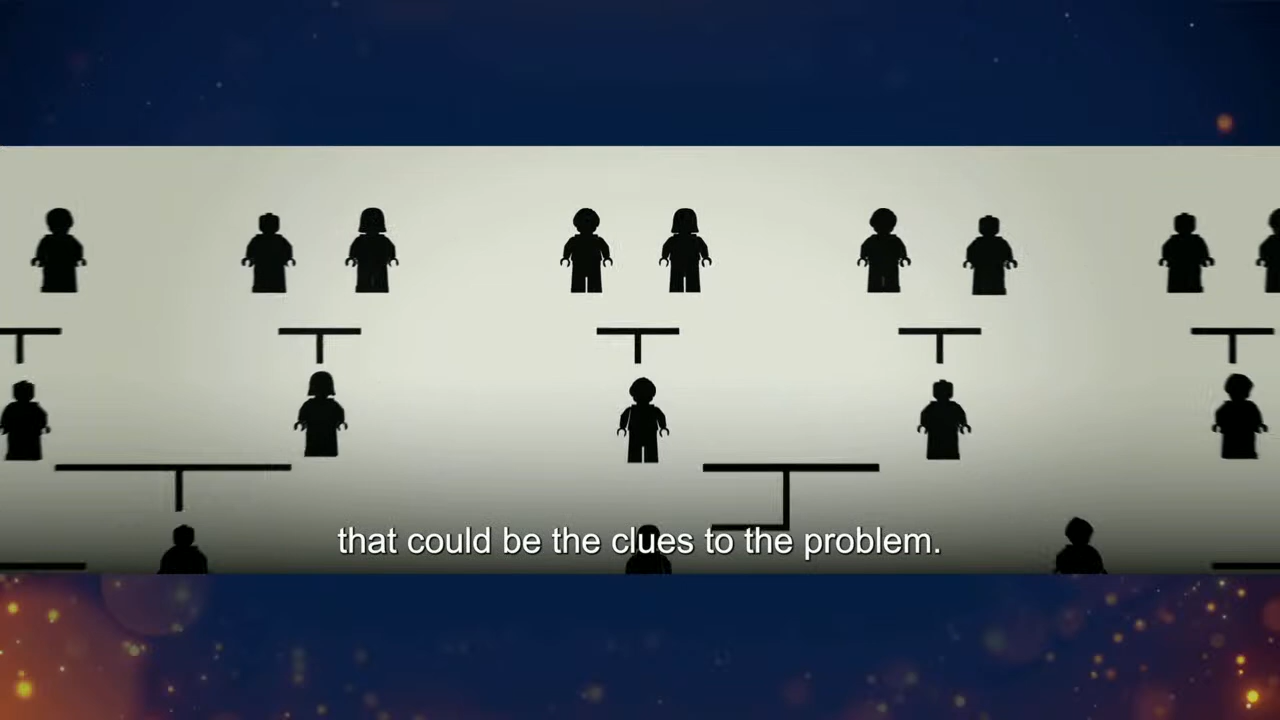 that could be the clues to the problem.